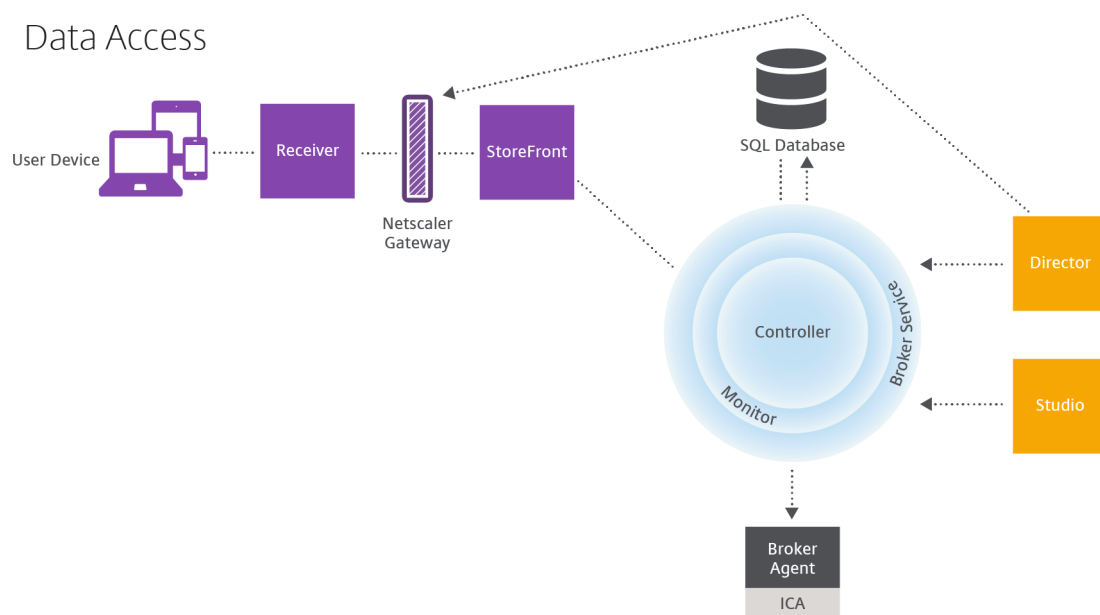 Data Access
User Device
Receiver
Netscaler
Gateway
StoreFront
SQL Database
Controller
Monitor
Broker Service
Director
Studio
Broker
Agent
ICA